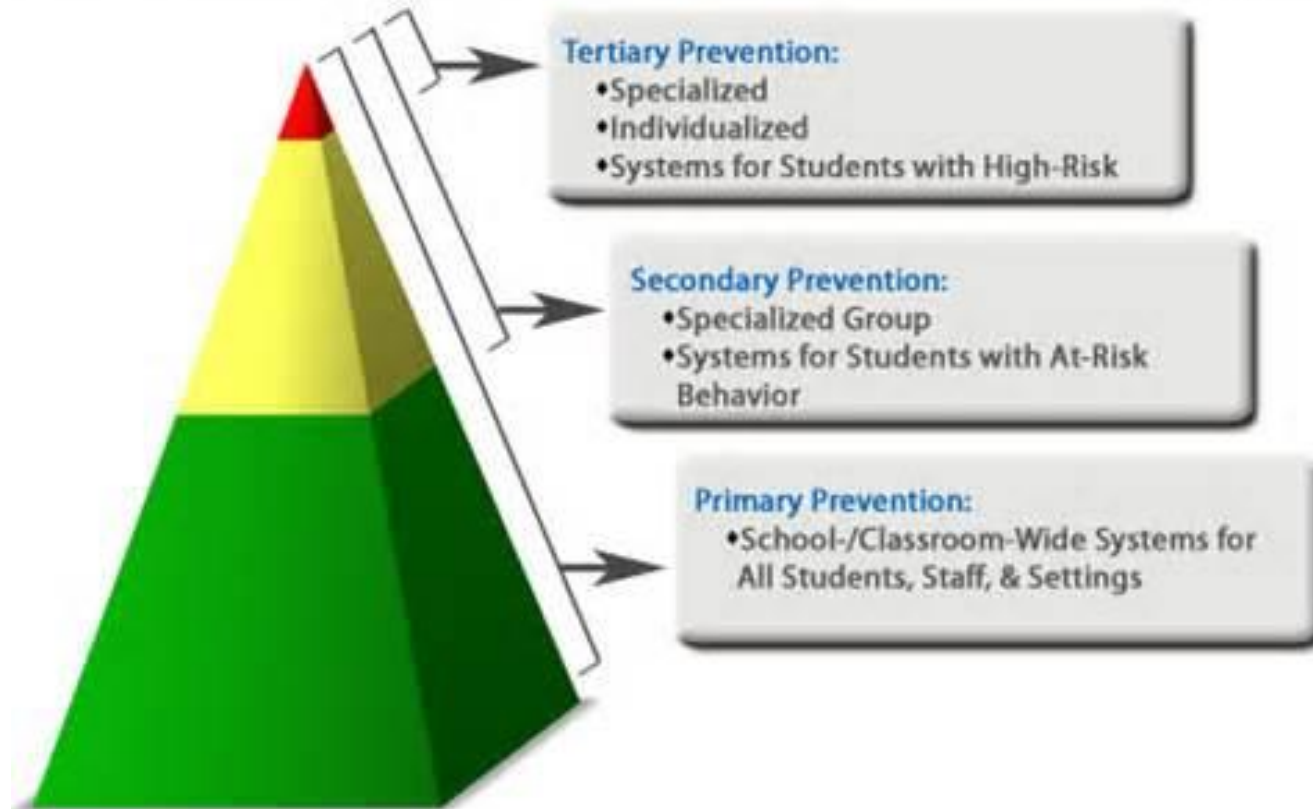 Tertiary Prevention:
♦Specialized
♦Individualized
♦Systems for Students with High-Risk
Secondary Prevention:
♦Specialized Group
♦Systems for Students with At-Risk
Behavior
Primary Prevention:
♦School-/Classroom-Wide Systems for
All Students, Staff, & Settings